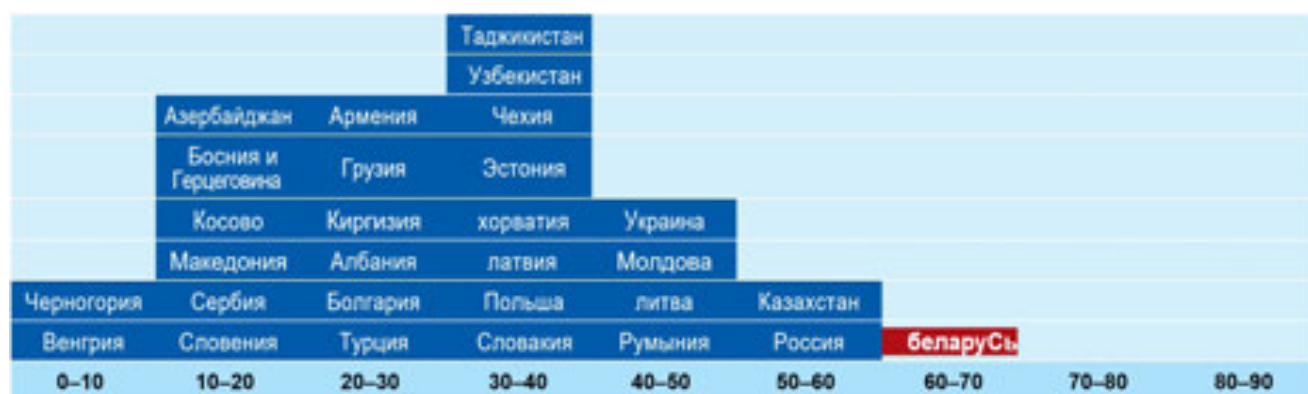 Таджикистан
Узбекистан
Азербайджан Армения Чехия
Босния и
Герцеговина Грузия Эстония
Косово Киргизия хорватия Украина
Македония Албания латвия Молдова
Черногория Сербия Болгария Польша литва Казахстан
Венгрия Словения Турция Словакия Румыния Россия беларуСь
0–10 10–20 20–30 30–40 40–50 50–60 60–70 70–80 80–90